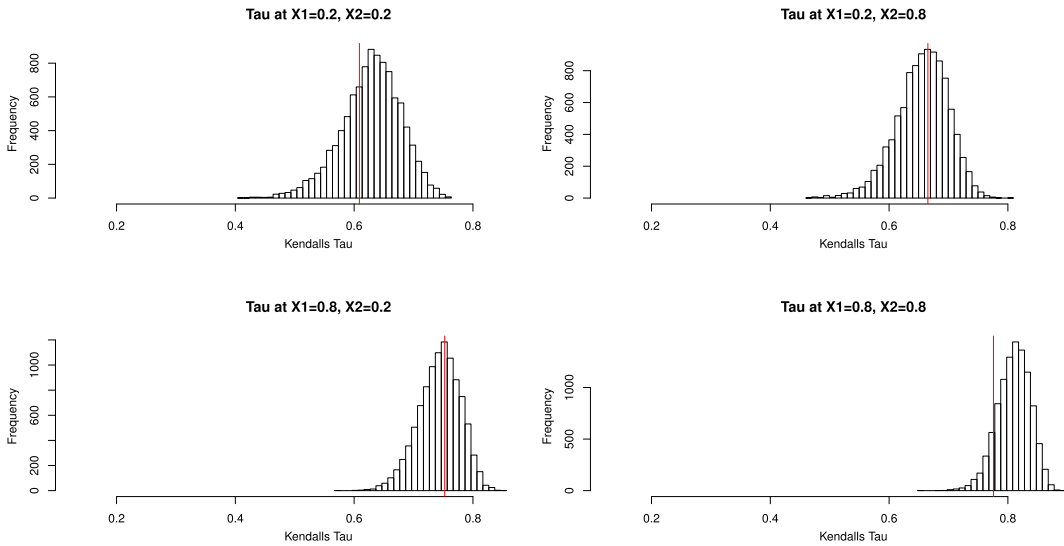 Tau at X1=0.2, X2=0.2
Frequency
0 200 400 600 800
0.2 0.4 0.6 0.8
Kendalls Tau
Tau at X1=0.2, X2=0.8
Frequency
0 200 400 600 800
0.2 0.4 0.6 0.8
Kendalls Tau
Tau at X1=0.8, X2=0.2
Frequency
0 200 600 1000
0.2 0.4 0.6 0.8
Kendalls Tau
Tau at X1=0.8, X2=0.8
Frequency
0 500 1000
0.2 0.4 0.6 0.8
Kendalls Tau